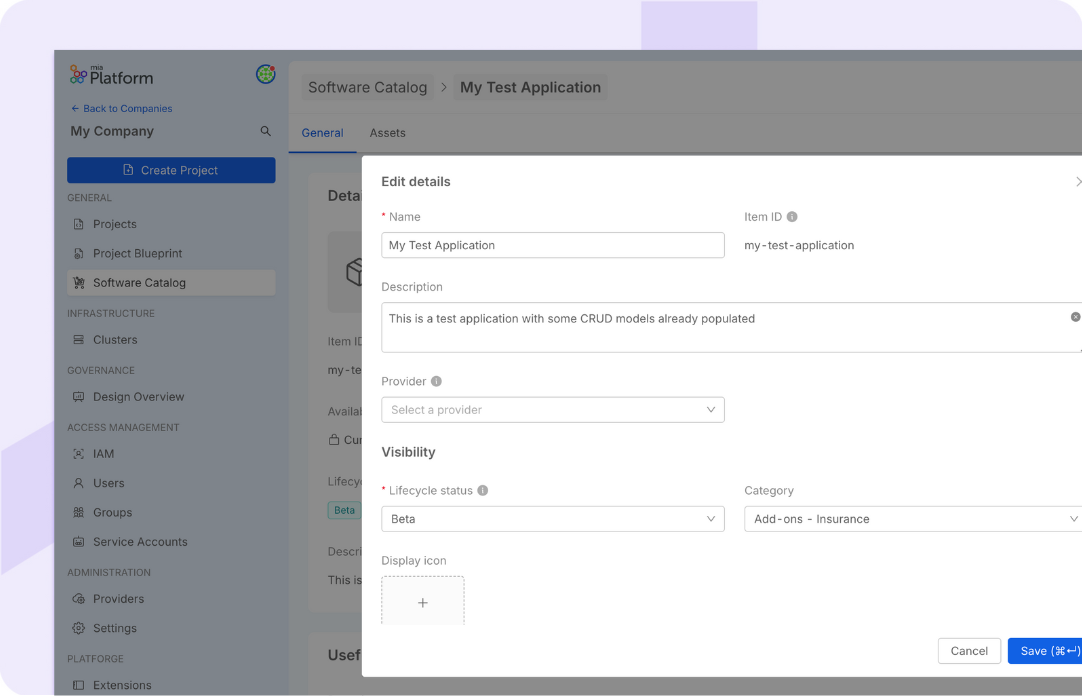 mia
Platform
← Back to Companies
My Company
Create Project
GENERAL
Projects
Project Blueprint
Software Catalog
INFRASTRUCTURE
Clusters
GOVERNANCE
Design Overview
ACCESS MANAGEMENT
IAM
Users
Groups
Service Accounts
ADMINISTRATION
Providers
Settings
PLATFORGE
Extensions
Software Catalog > My Test Application
General Assets
Detai
Item ID
my-te
Availal
Cur
Lifecyc
Beta
Descri
This is
Usef
Edit details
* Name
My Test Application
Item ID
my-test-application
Description
This is a test application with some CRUD models already populated
Provider
Select a provider
Visibility
* Lifecycle status
Beta
Category
Add-ons - Insurance
Display icon
+
Cancel
Save (⌘↵)